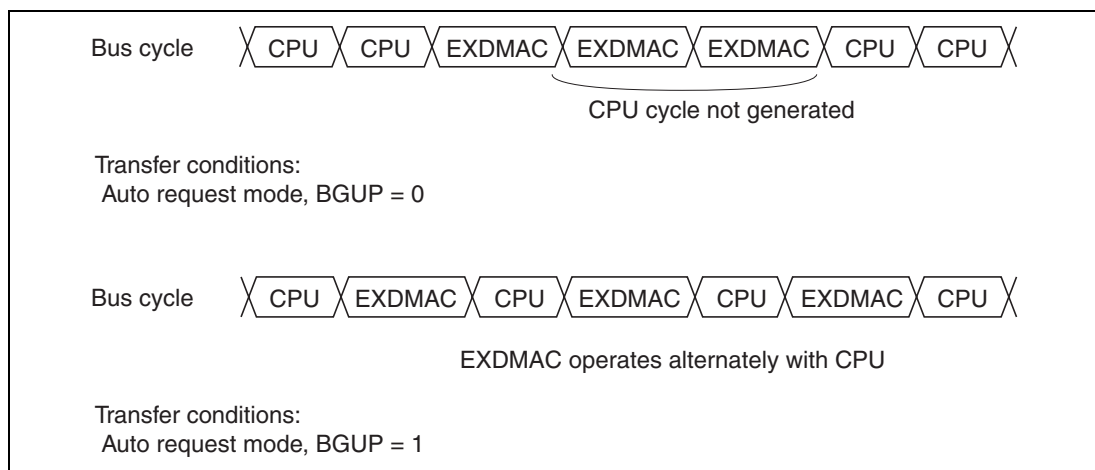 Bus cycle CPU CPU EXDMAC EXDMAC EXDMAC CPU CPU
CPU cycle not generated
Transfer conditions:
Auto request mode, BGUP = 0
Bus cycle CPU EXDMAC CPU EXDMAC CPU EXDMAC CPU
EXDMAC operates alternately with CPU
Transfer conditions:
Auto request mode, BGUP = 1